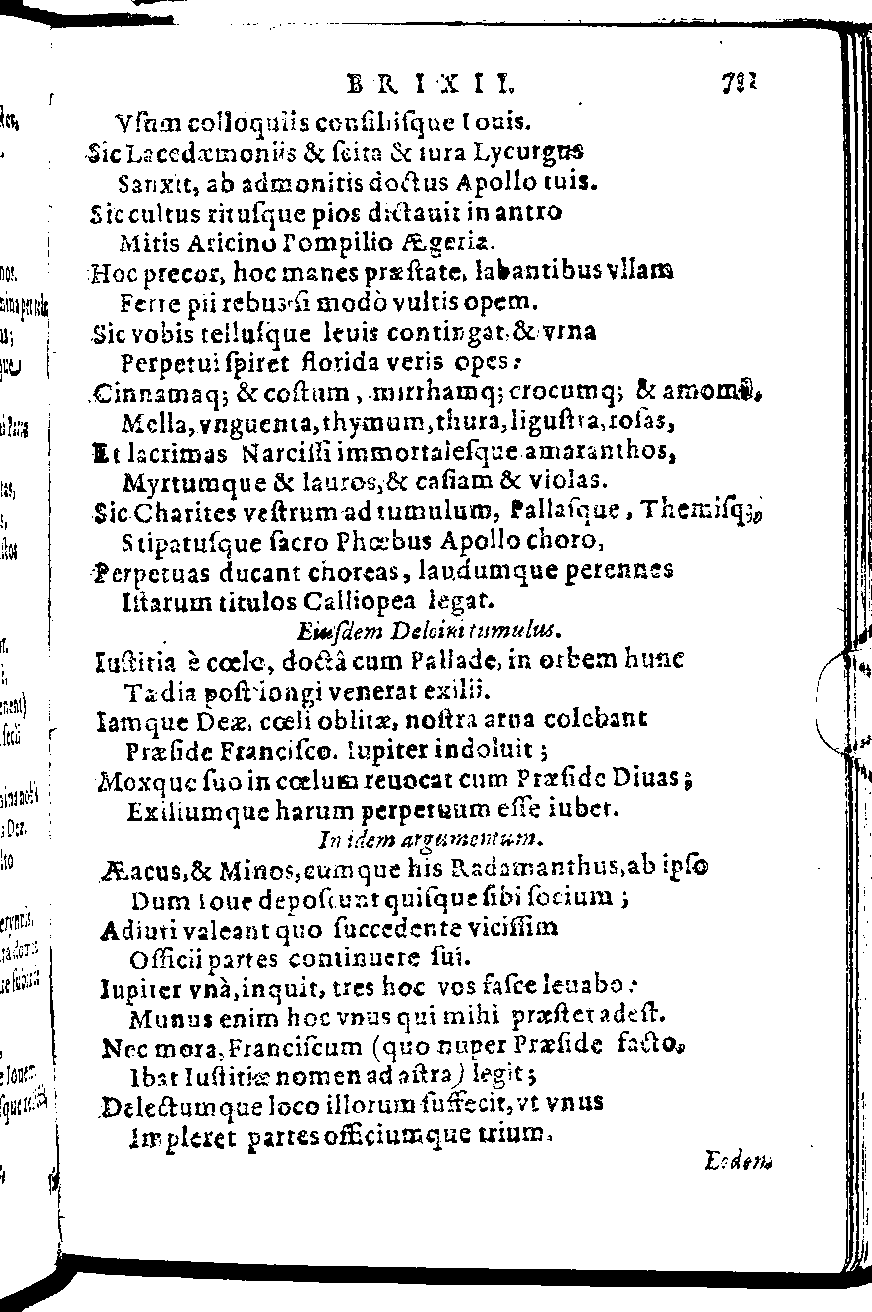 BRIXII.
Vsum colloquiis consiliisque Iouis.
Sic Lacedæmoniis & scita & iura Lycurgus
Sanxit, ab admonitis doctus Apollo tuis.
Sic cultus ritusque pios dictauit in antro
Mitis Aricino Pompilio Ægeria.
Hoc precor, hoc manes præstate, labantibus vllam
Ferre pii rebus si modò vultis opem.
Sic vobis tellusque leuis contingat & vrna
Perpetui spiret florida veris opes:
Cinnamaq; & costum, mirrhamq; crocumq; & amomū,
Mella, vnguenta, thymum, thura, ligustra, rosas,
Et lacrimas Narcissi immortalesque amaranthos,
Myrtumque & lauros, & casiam & violas.
Sic Charites vestrum ad tumulum, Pallasque, Themisq;,
Stipatusque sacro Phœbus Apollo choro,
Perpetuas ducant choreas, laudumque perennes
Istarum titulos Calliopea legat.
Eiusdem Deloini tumulus.
Iustitia è cœlo, doctâ cum Pallade, in orbem hunc
Tædia post longi venerat exilii.
Iamque Deæ, cœli oblitæ, nostra arua colebant
Præside Francisco. Iupiter indoluit;
Moxque suo in cœlum reuocat cum Præside Diuas;
Exiliumque harum perpetuum esse iubet.
In idem argumentum.
Æacus, & Minos, cumque his Radamanthus, ab ipso
Dum Ioue deposcunt quisque sibi socium;
Adiuti valeant quo succedente vicissim
Officii partes continuere sui.
Iupiter vnà, inquit, tres hoc vos fasce leuabo:
Munus enim hoc vnus qui mihi præstet adest.
Nec mora, Franciscum (quo nuper Præside facto,
Ibat Iustitiæ nomen ad astra) legit;
Delectumque loco illorum suffecit, vt vnus
Impleret partes officiumque trium.
Eodem